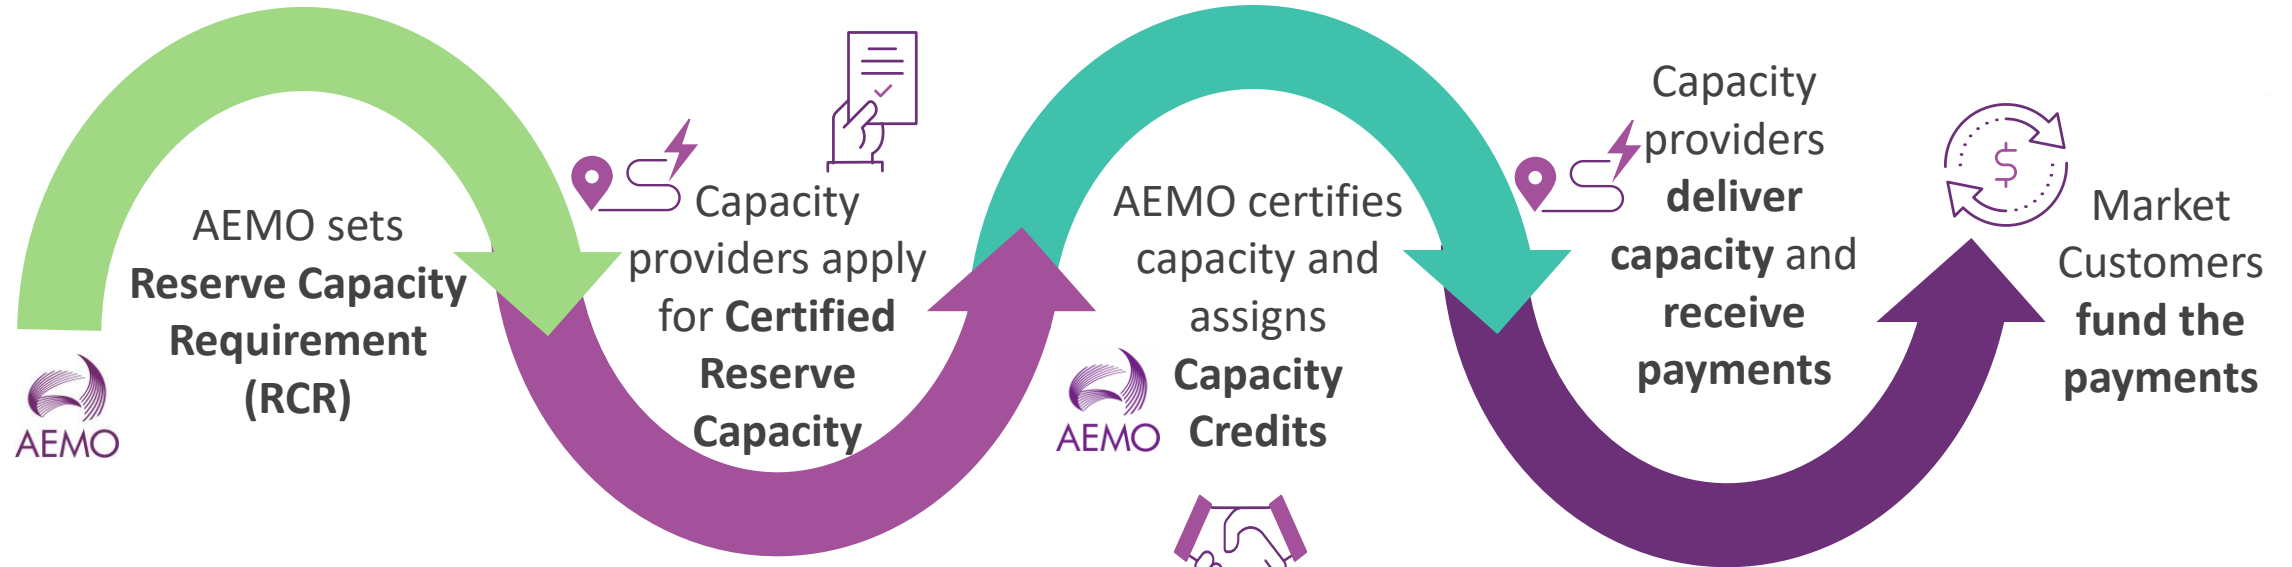 AEMO sets
Reserve Capacity
Requirement
(RCR)
AEMO
Capacity
providers apply
for Certified
Reserve
Capacity
AEMO certifies
capacity and
assigns
Capacity
Credits
AEMO
Capacity
providers
deliver
capacity and
receive
payments
$
Market
Customers
fund the
payments